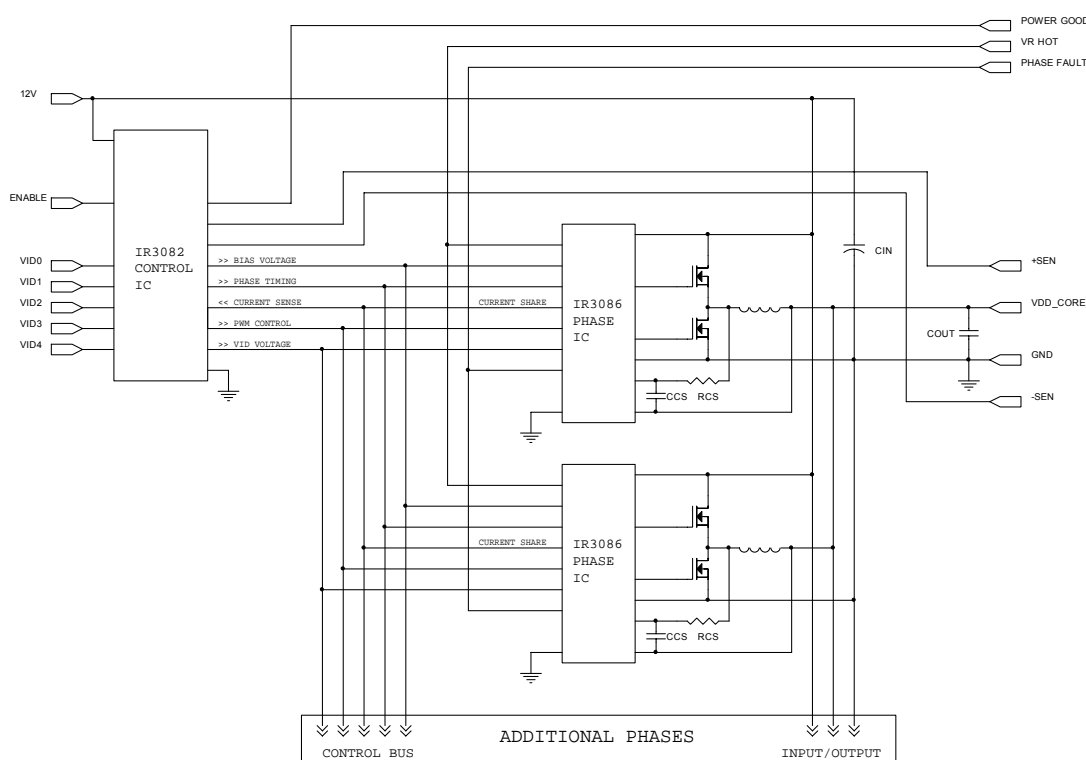 POWER GOOD
VR HOT
PHASE FAULT
12V
ENABLE
IR3082
CONTROL
IC
VID0
VID1
VID2
VID3
VID4
>> BIAS VOLTAGE
>> PHASE TIMING
<< CURRENT SENSE
>> PWM CONTROL
>> VID VOLTAGE
CURRENT SHARE
IR3086
PHASE
IC
CCS
RCS
CIN
+SEN
VDD_CORE
COUT
GND
-SEN
CURRENT SHARE
IR3086
PHASE
IC
CCS
RCS
ADDITIONAL PHASES
CONTROL BUS
INPUT/OUTPUT